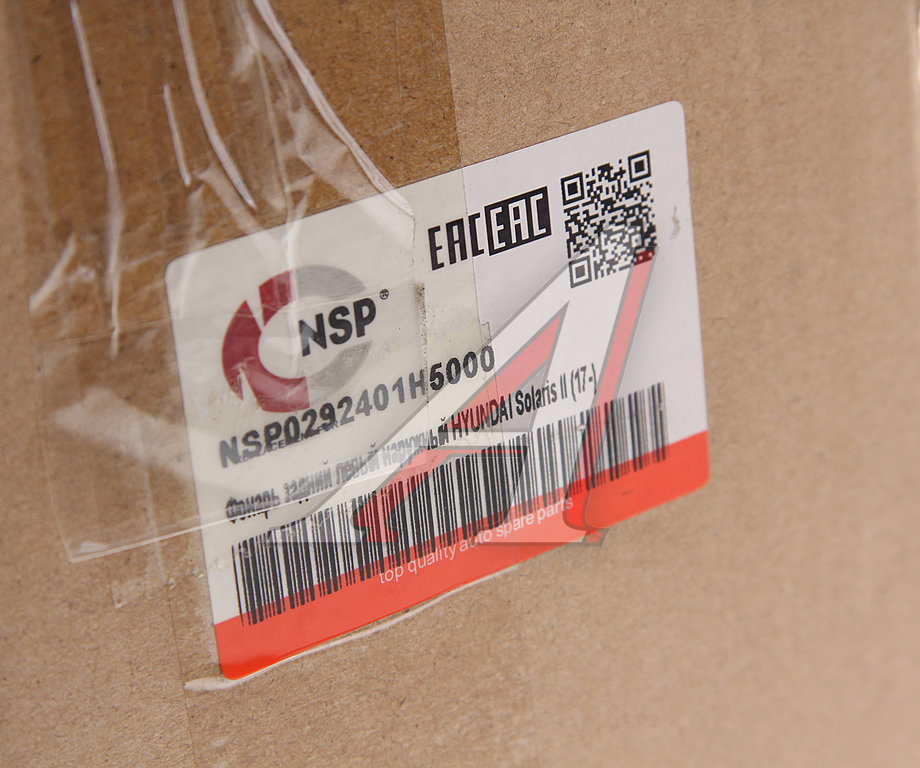 EAC EAC
NSP®
NSP0292401H5000
Фонарь задний левый наружный HYUNDAI Solaris II (17-)
top quality auto spare parts